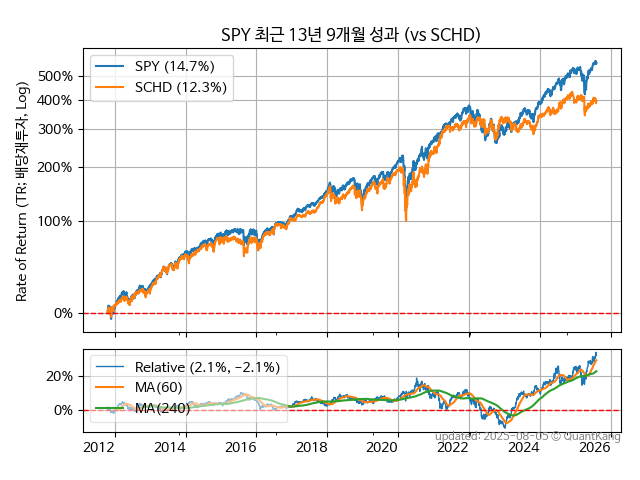 SPY 최근 13년 9개월 성과 (vs SCHD)
SPY (14.7%)
SCHD (12.3%)
Rate of Return (TR; 배당재투자, Log)
500%
400%
300%
200%
100%
0%
Relative (2.1%, -2.1%)
MA(60)
MA(240)
20%
0%
2012 2014 2016 2018 2020 2022 2024 2026
updated: 2025-08-05 © QuantKang